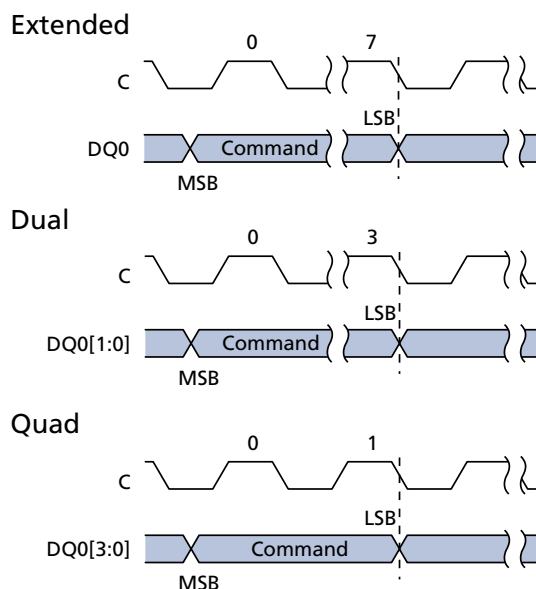 Extended
0 7
C
LSB
DQ0 Command
MSB
Dual
0 3
C
LSB
DQ0[1:0] Command
MSB
Quad
0 1
C
LSB
DQ0[3:0] Command
MSB